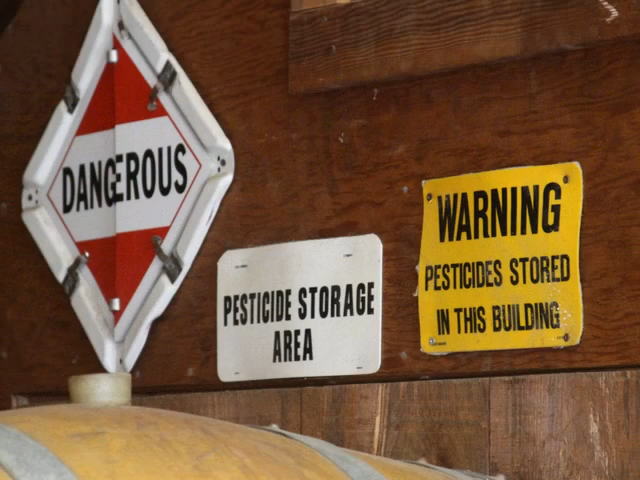 DANGEROUS
PESTICIDE STORAGE
AREA
WARNING
PESTICIDES STORED
IN THIS BUILDING